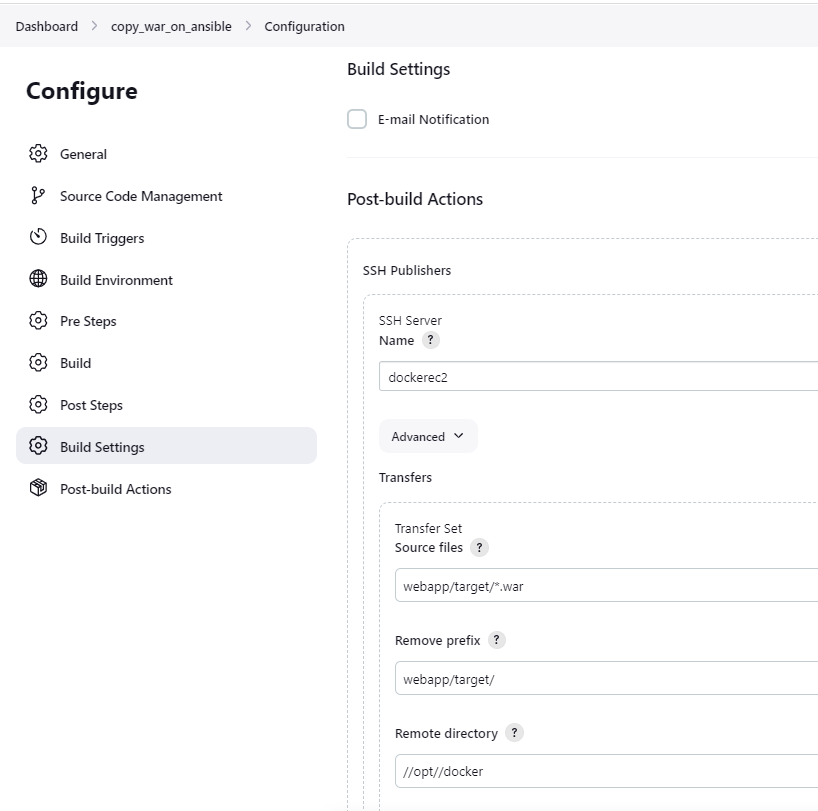 Dashboard > copy_war_on_ansible > Configuration
Configure
General
Source Code Management
Build Triggers
Build Environment
Pre Steps
Build
Post Steps
Build Settings
Post-build Actions
Build Settings
E-mail Notification
Post-build Actions
SSH Publishers
SSH Server
Name ?
dockerec2
Advanced
Transfers
Transfer Set
Source files ?
webapp/target/*.war
Remove prefix ?
webapp/target/
Remote directory ?
//opt//docker